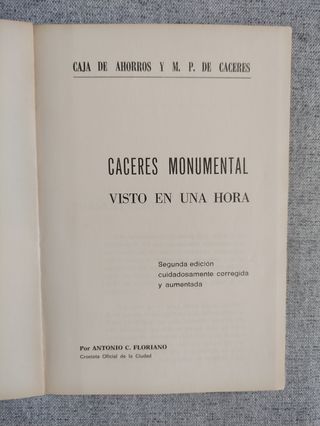 CAJA DE AHORROS Y M. P. DE CACERES
CACERES MONUMENTAL
VISTO EN UNA HORA
Segunda edición
cuidadosamente corregida
y aumentada
Por ANTONIO C. FLORIANO
Cronista Oficial de la Ciudad